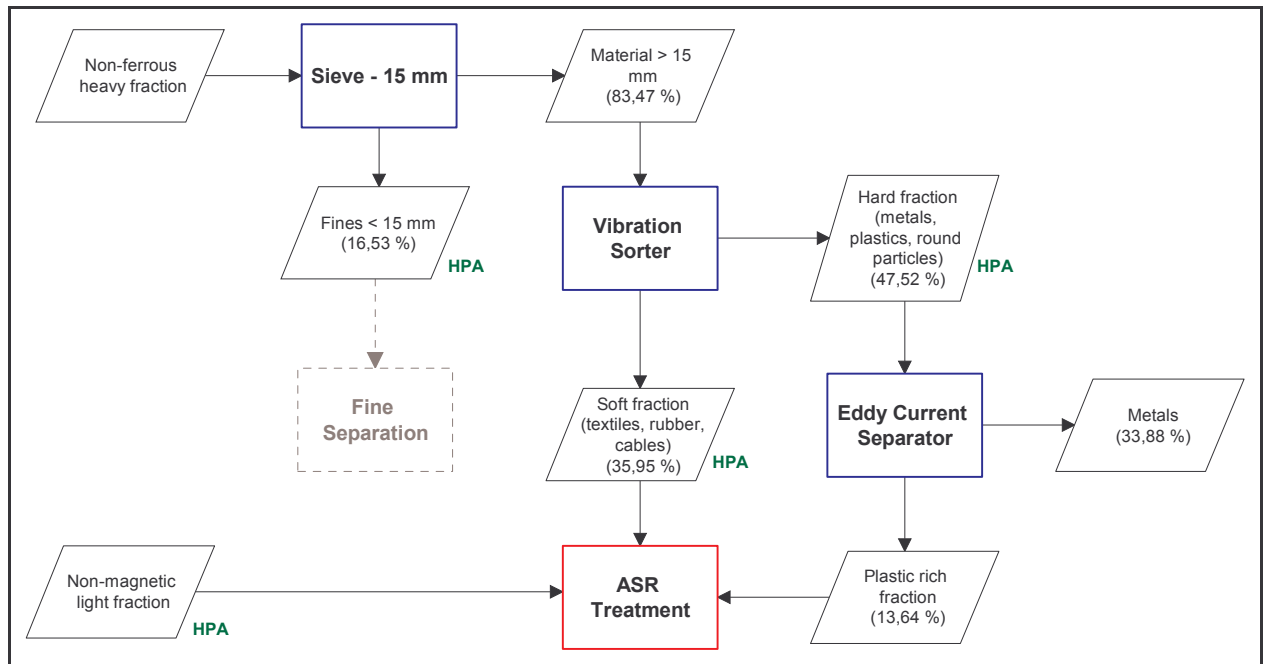 Non-ferrous
heavy fraction
Sieve - 15 mm
Material > 15
mm
(83,47 %)
Fines < 15 mm
(16,53 %)
HPA
Vibration
Sorter
Hard fraction
(metals,
plastics, round
particles)
(47,52 %)
HPA
Fine
Separation
Soft fraction
(textiles, rubber,
cables)
(35,95 %)
HPA
Eddy Current
Separator
Metals
(33,88 %)
Non-magnetic
light fraction
HPA
ASR
Treatment
Plastic rich
fraction
(13,64 %)